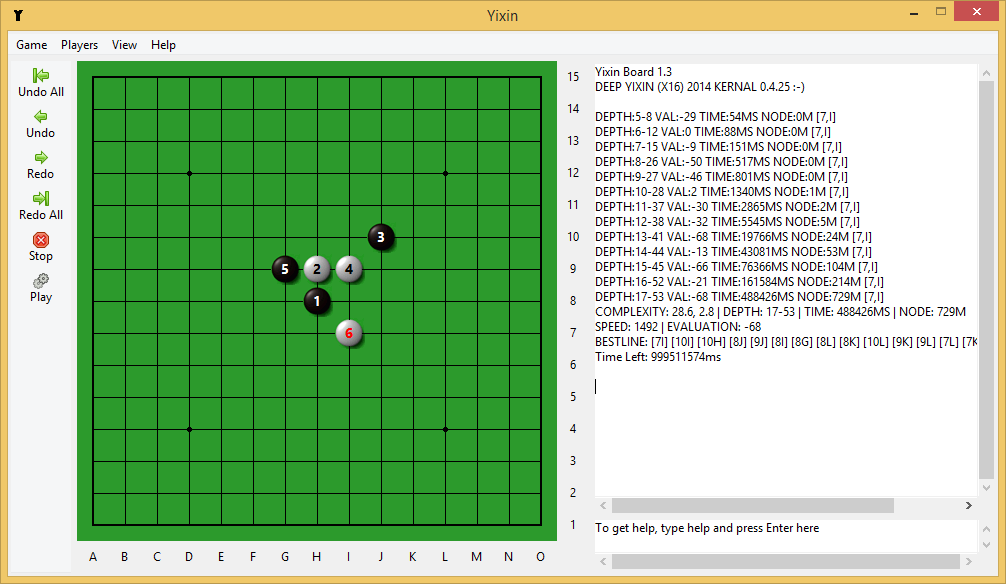 Yixin
Game Players View Help
Undo All
Undo
Redo
Redo All
Stop
Play
15
14
13
12
11
10
9
8
7
6
5
4
3
2
1
3
5 2 4
1
6
A B C D E F G H I J K L M N O
Yixin Board 1.3
DEEP YIXIN (X16) 2014 KERNAL 0.4.25 :-)
DEPTH:5-8 VAL:-29 TIME:54MS NODE:0M [7,I]
DEPTH:6-12 VAL:0 TIME:88MS NODE:0M [7,I]
DEPTH:7-15 VAL:-9 TIME:151MS NODE:0M [7,I]
DEPTH:8-26 VAL:-50 TIME:517MS NODE:0M [7,I]
DEPTH:9-27 VAL:-46 TIME:801MS NODE:0M [7,I]
DEPTH:10-28 VAL:2 TIME:1340MS NODE:1M [7,I]
DEPTH:11-37 VAL:-30 TIME:2865MS NODE:2M [7,I]
DEPTH:12-38 VAL:-32 TIME:5545MS NODE:5M [7,I]
DEPTH:13-41 VAL:-68 TIME:19766MS NODE:24M [7,I]
DEPTH:14-44 VAL:-13 TIME:43081MS NODE:53M [7,I]
DEPTH:15-45 VAL:-66 TIME:76366MS NODE:104M [7,I]
DEPTH:16-52 VAL:-21 TIME:161584MS NODE:214M [7,I]
DEPTH:17-53 VAL:-68 TIME:488426MS NODE:729M [7,I]
COMPLEXITY: 28.6, 2.8 | DEPTH: 17-53 | TIME: 488426MS | NODE: 729M
SPEED: 1492 | EVALUATION: -68
BESTLINE: [7I] [10I] [10H] [8J] [9J] [8I] [8G] [8L] [8K] [10L] [9K] [9L] [7L] [7K
Time Left: 999511574ms
To get help, type help and press Enter here